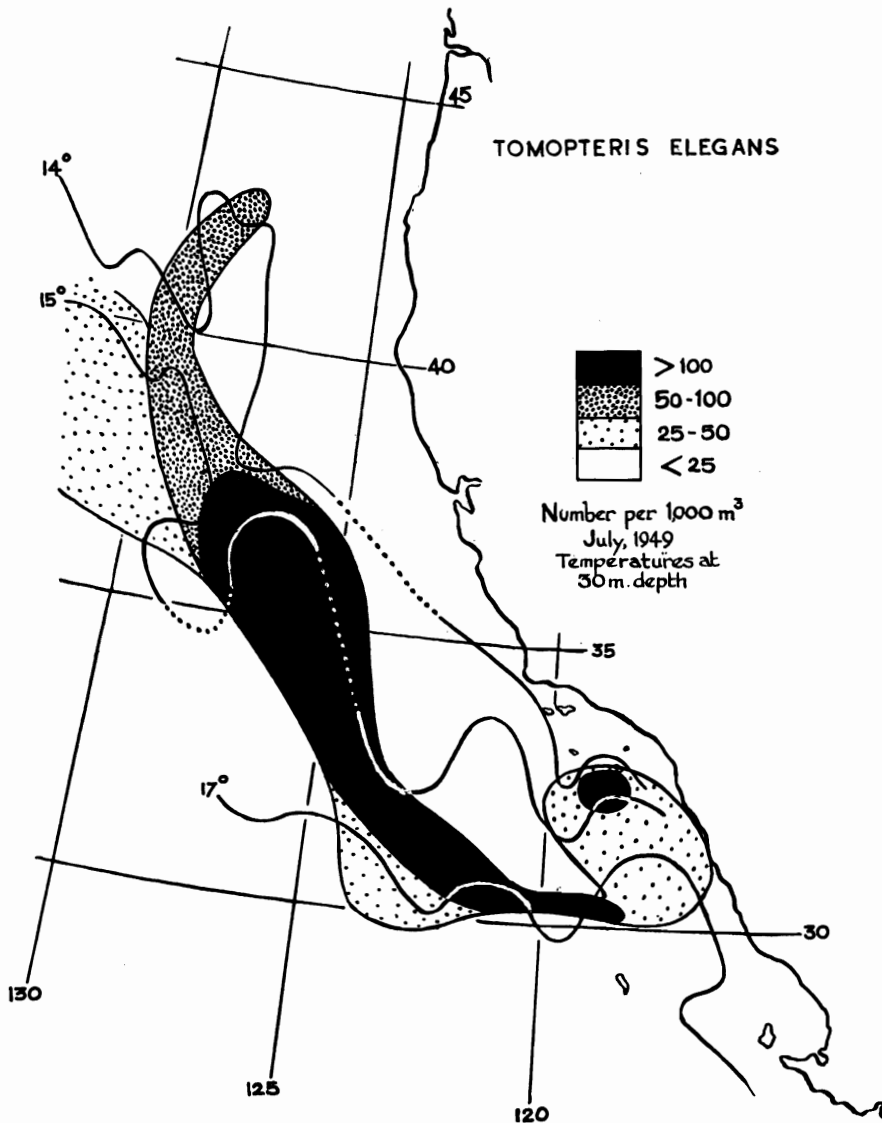 45
TOMOPTERIS ELEGANS
14°
15°
40
>100
50-100
25-50
<25
Number per 1,000 m³
July, 1949
Temperatures at
30 m. depth
35
17°
30
130
125
120